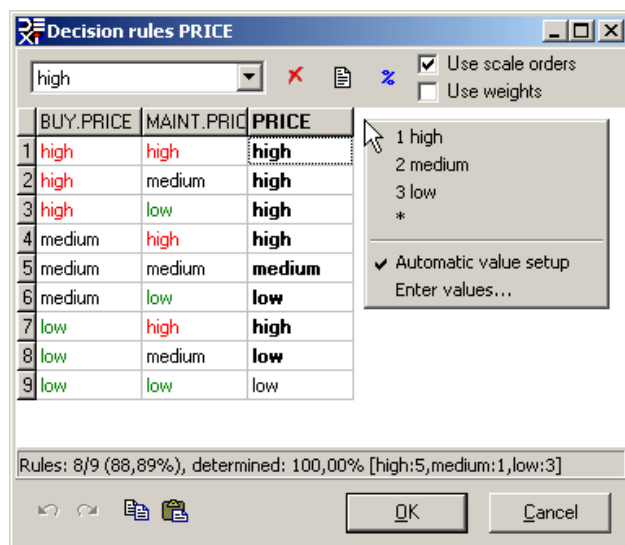 DEXi Decision rules PRICE
high
Use scale orders
Use weights
BUY.PRICE MAINT.PRIC PRICE
1 high high high
2 high medium high
3 high low high
4 medium high high
5 medium medium medium
6 medium low low
7 low high high
8 low medium low
9 low low low
1 high
2 medium
3 low
*
Automatic value setup
Enter values...
Rules: 8/9 (88,89%), determined: 100,00% [high:5,medium:1,low:3]
OK Cancel